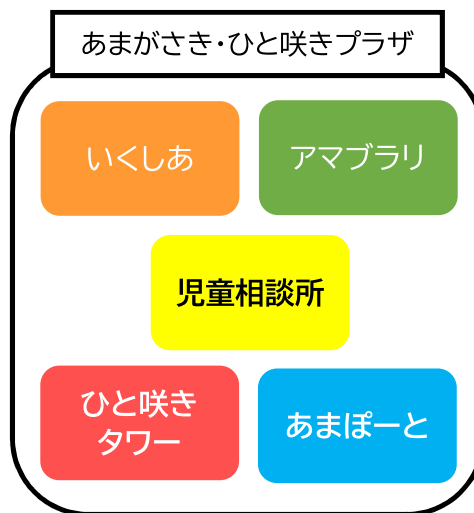 あまがさき・ひと咲きプラザ
いくしあ
アマブラリ
児童相談所
ひと咲き
タワー
あまぽーと